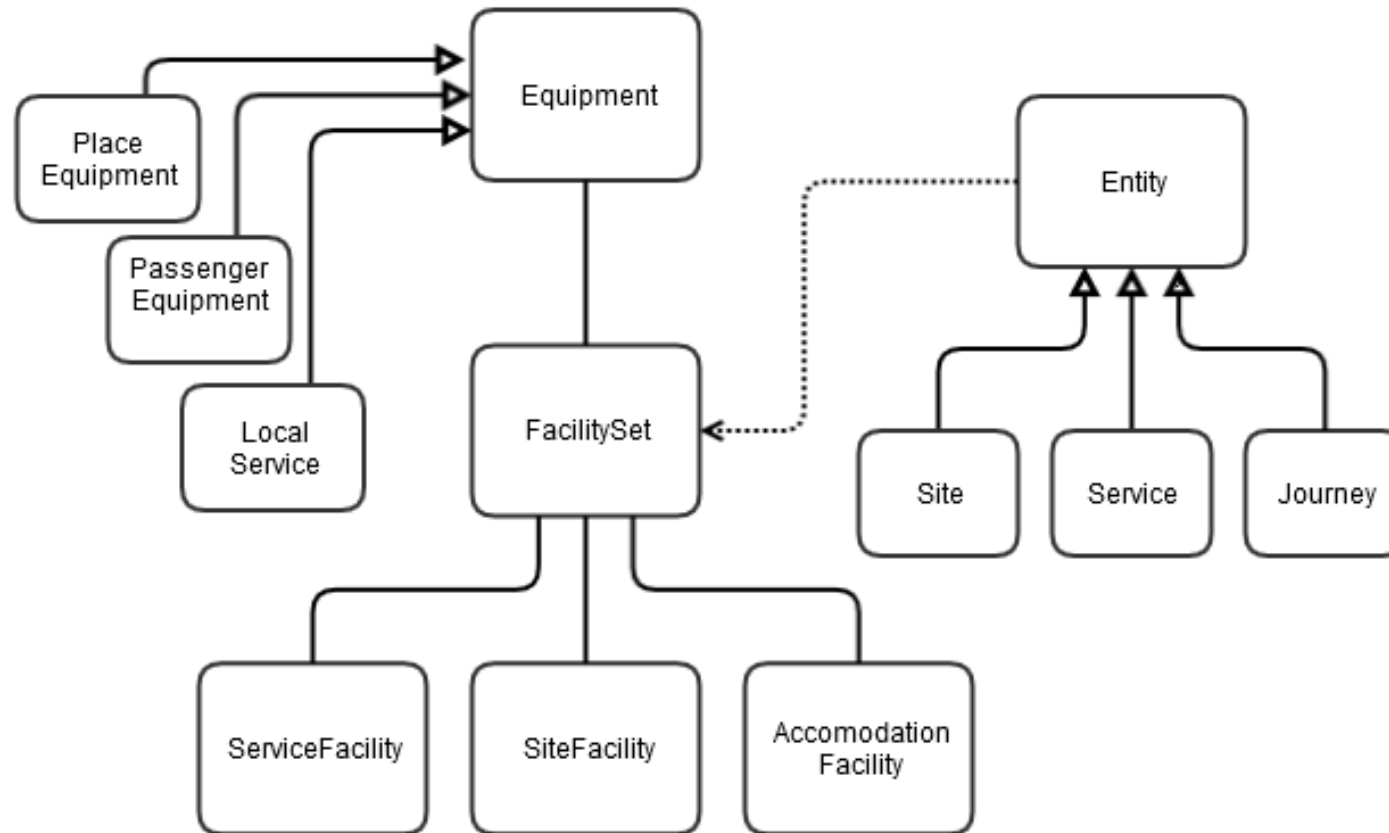 Equipment
Place
Equipment
Entity
Passenger
Equipment
Local
Service
FacilitySet
Site
Service
Journey
ServiceFacility
SiteFacility
Accomodation
Facility